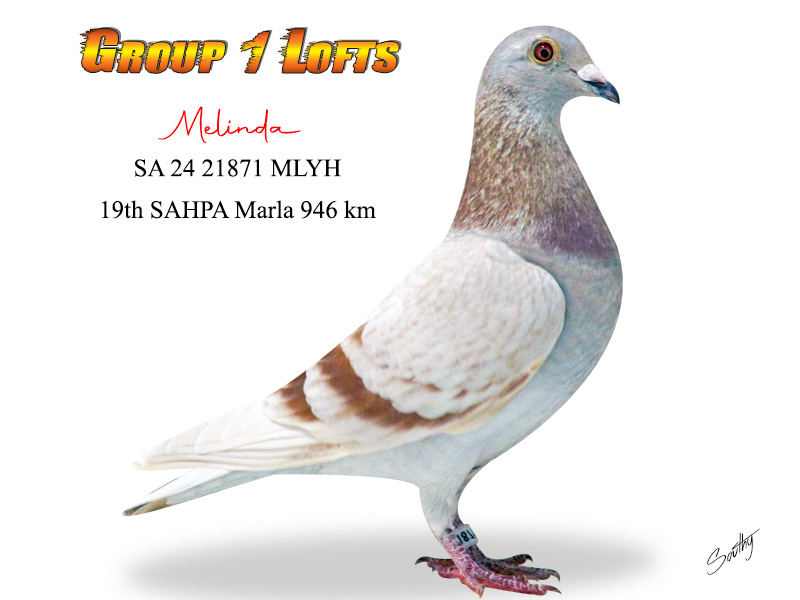 Group 1 Lofts
Melinda
SA 24 21871 MLYH
19th SAHPA Marla 946 km
Southy